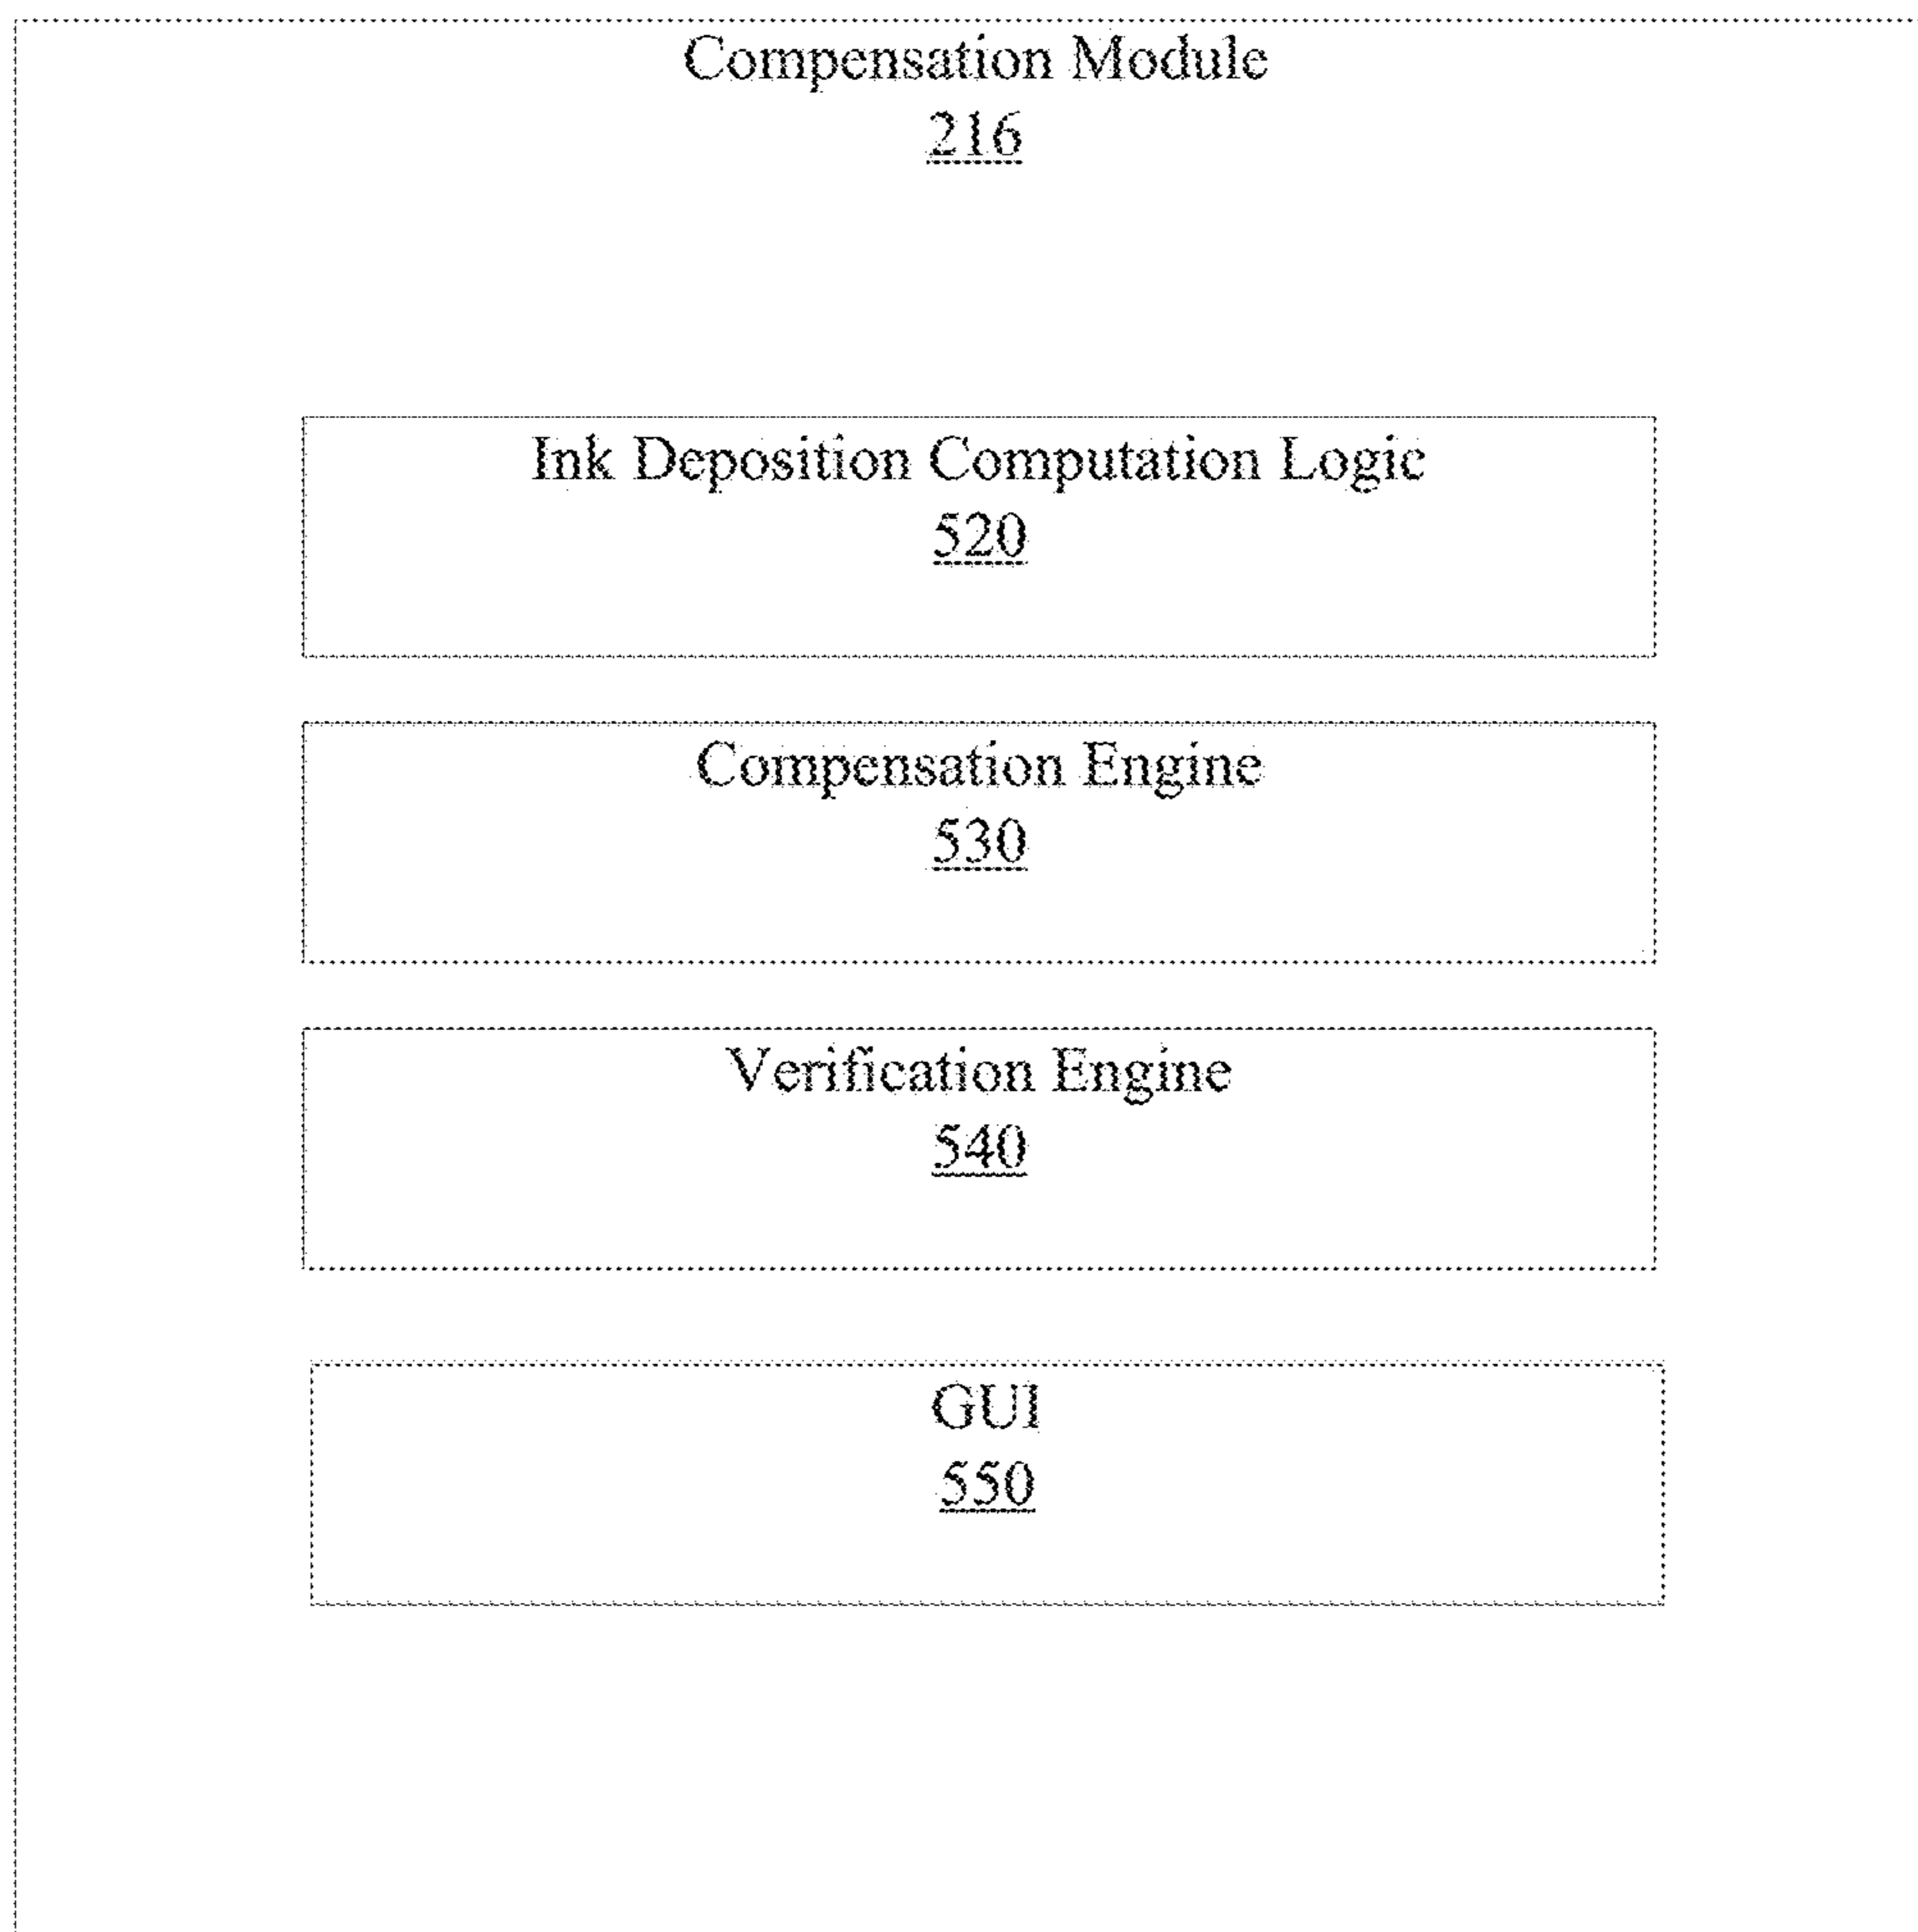 Compensation Module
216
Ink Deposition Computation Logic
520
Compensation Engine
530
Verification Engine
540
GUI
550